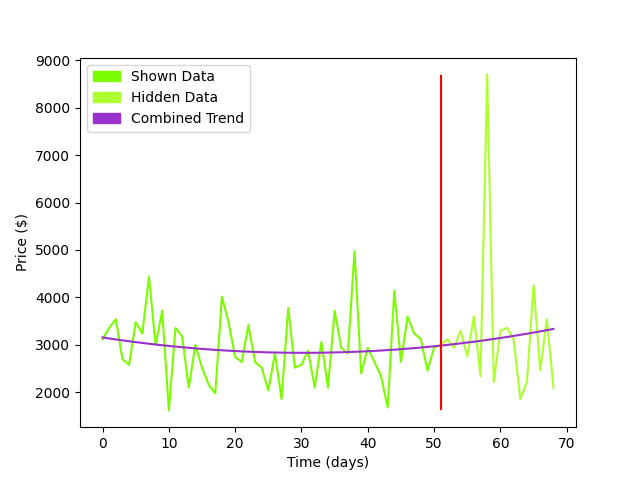 9000
8000
7000
6000
5000
4000
3000
2000
Price ($)
Shown Data
Hidden Data
Combined Trend
0 10 20 30 40 50 60 70
Time (days)